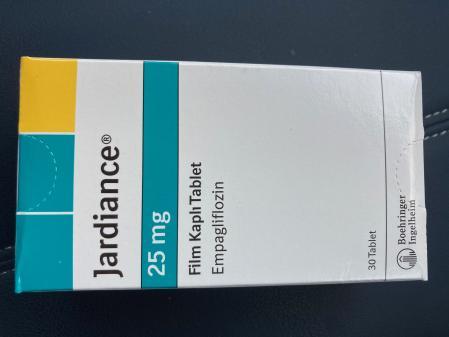 Jardiance®
25 mg
Film Kaplı Tablet
Empagliflozin
30 Tablet
Boehringer
Ingelheim